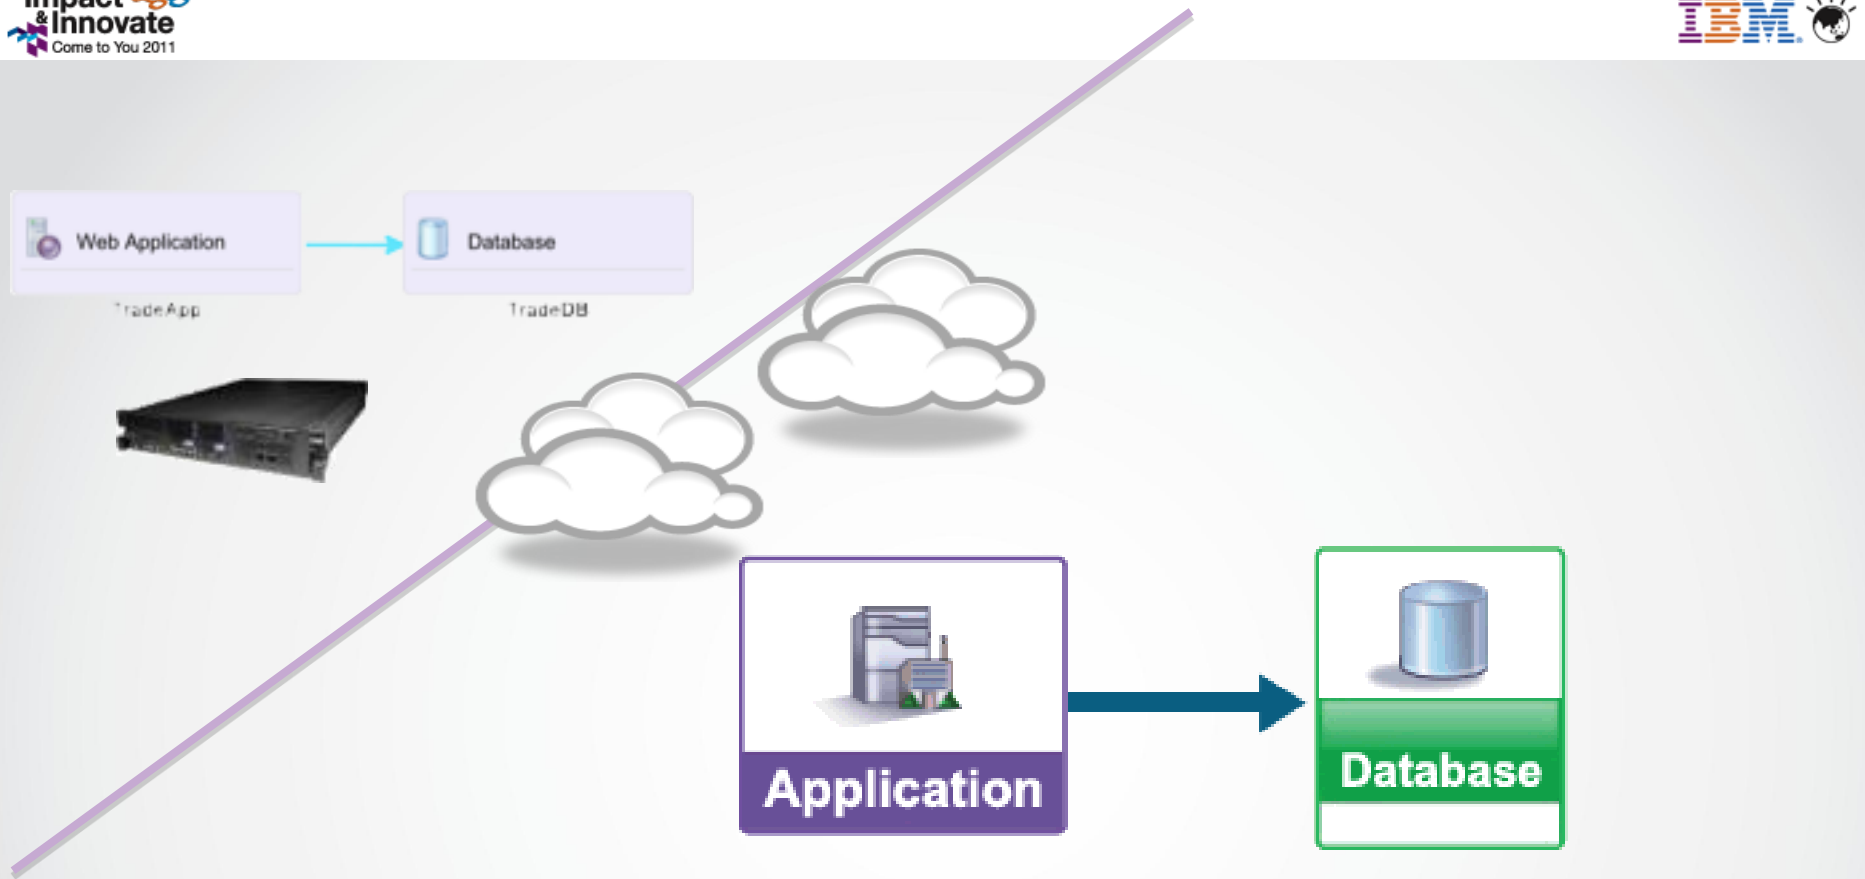 Impact
&Innovate
Come to You 2011
IBM.
Web Application
Database
TradeApp
TradeDB
Application
Database